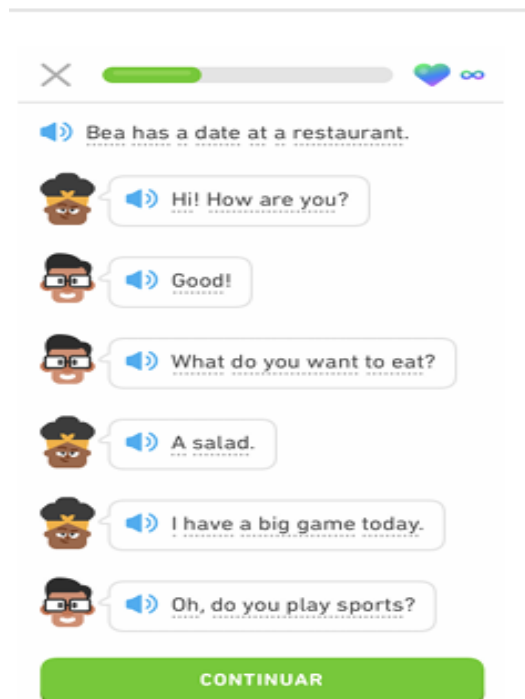 Bea has a date at a restaurant.
Hi! How are you?
Good!
What do you want to eat?
A salad.
I have a big game today.
Oh, do you play sports?
CONTINUAR